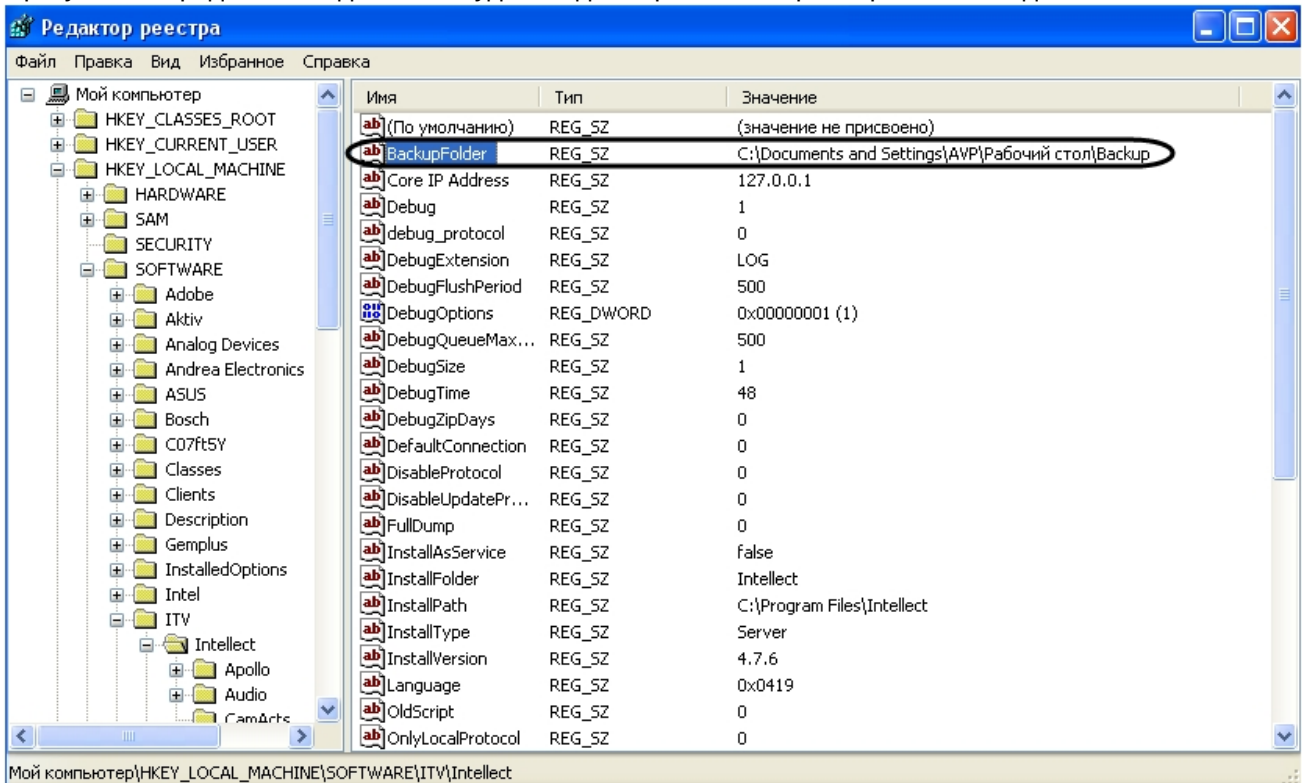 Редактор реестра
Файл Правка Вид Избранное Справка
Мой компьютер
HKEY_CLASSES_ROOT
HKEY_CURRENT_USER
HKEY_LOCAL_MACHINE
HARDWARE
SAM
SECURITY
SOFTWARE
Adobe
Aktiv
Analog Devices
Andrea Electronics
ASUS
Bosch
C07ft5Y
Classes
Clients
Description
Gemplus
InstalledOptions
Intel
ITV
Intellect
Apollo
Audio
CamActs
Имя Тип Значение
(По умолчанию) REG_SZ (значение не присвоено)
BackupFolder REG_SZ C:\Documents and Settings\AVP\Рабочий стол\Backup
Core IP Address REG_SZ 127.0.0.1
Debug REG_SZ 1
debug_protocol REG_SZ 0
DebugExtension REG_SZ LOG
DebugFlushPeriod REG_SZ 500
DebugOptions REG_DWORD 0x00000001 (1)
DebugQueueMax... REG_SZ 500
DebugSize REG_SZ 1
DebugTime REG_SZ 48
DebugZipDays REG_SZ 0
DefaultConnection REG_SZ 0
DisableProtocol REG_SZ 0
DisableUpdatePr... REG_SZ 0
FullDump REG_SZ 0
InstallAsService REG_SZ false
InstallFolder REG_SZ Intellect
InstallPath REG_SZ C:\Program Files\Intellect
InstallType REG_SZ Server
InstallVersion REG_SZ 4.7.6
Language REG_SZ 0x0419
OldScript REG_SZ 0
OnlyLocalProtocol REG_SZ 0
Мой компьютер\HKEY_LOCAL_MACHINE\SOFTWARE\ITV\Intellect